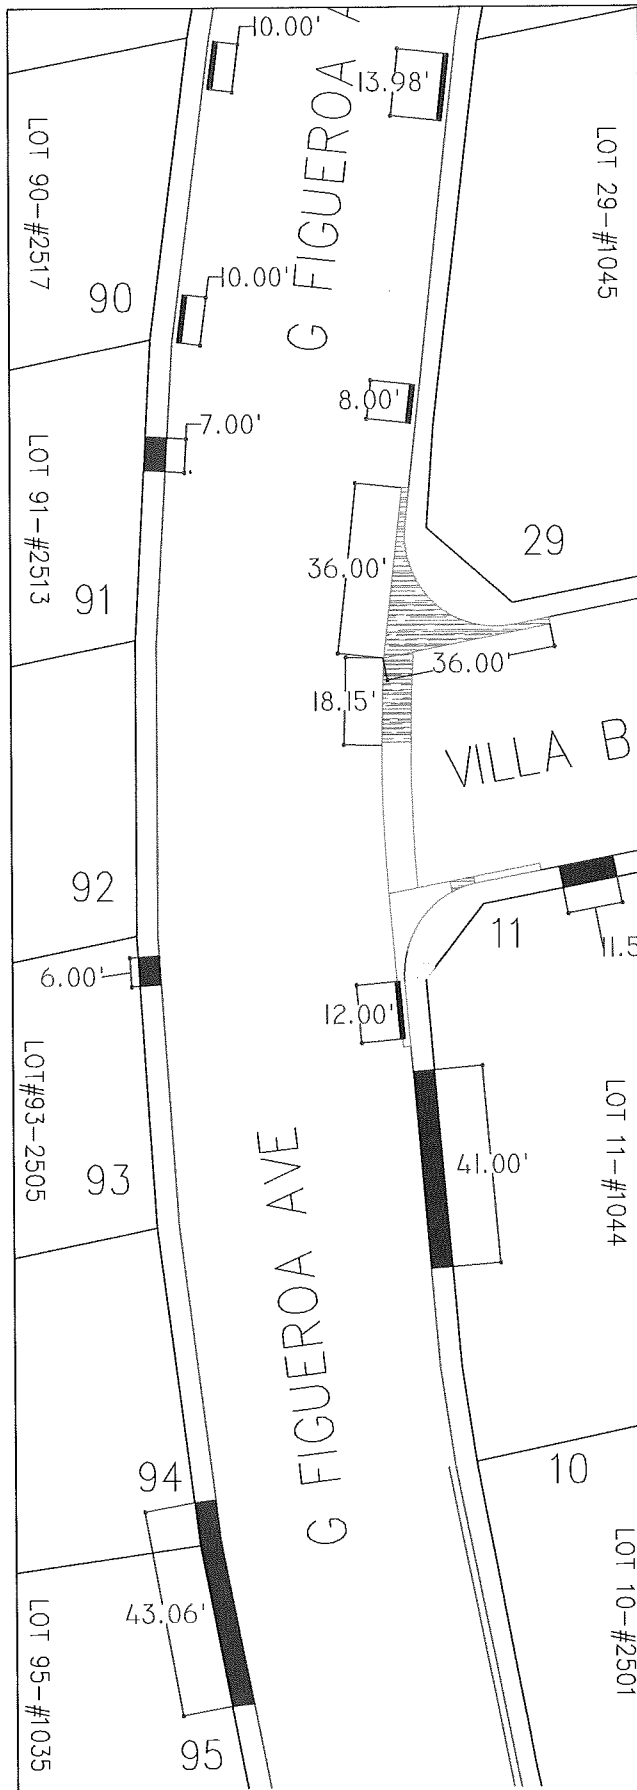 10.00'
13.98'
G FIGUEROA
LOT 90-#2517
LOT 29-#1045
90
10.00'
8.00'
7.00'
LOT 91-#2513
29
36.00'
91
36.00'
18.15'
VILLA B
92
11
11.5
6.00'
12.00'
LOT#93-2505
93
LOT 11-#1044
41.00'
G FIGUEROA AVE
94
10
43.06'
LOT 10-#2501
LOT 95-#1035
95